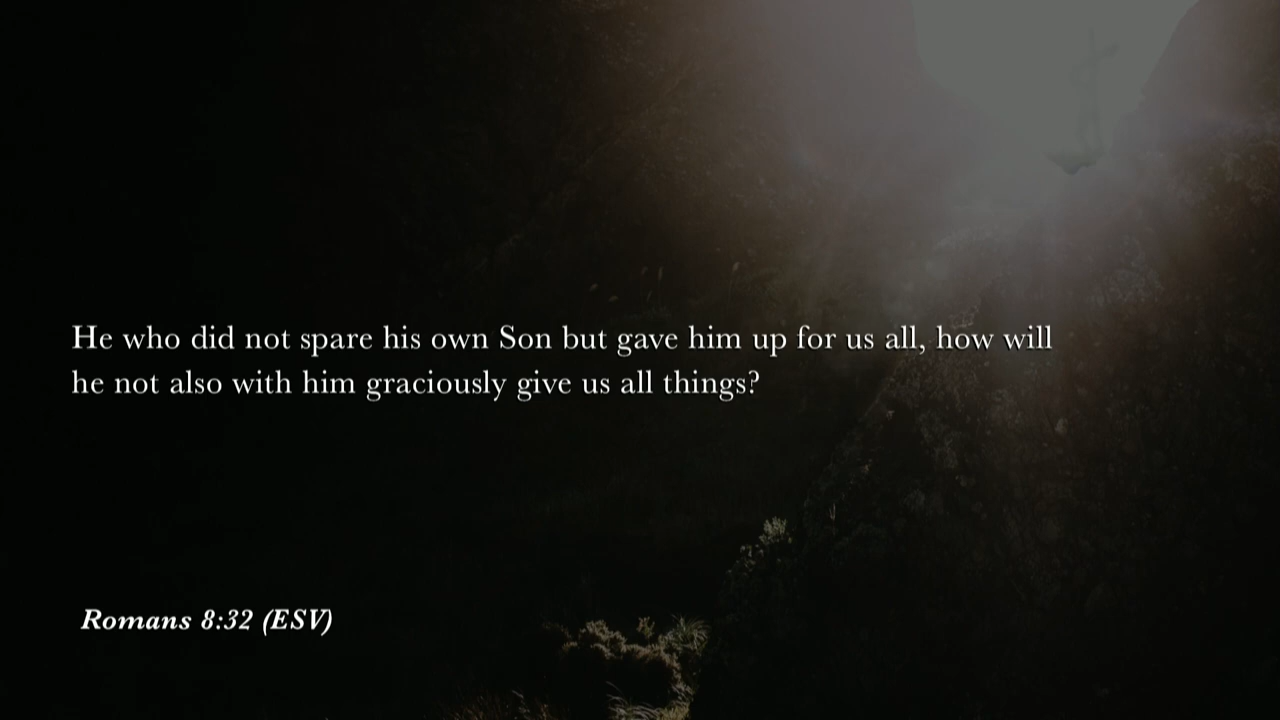 He who did not spare his own Son but gave him up for us all, how will
he not also with him graciously give us all things?
Romans 8:32 (ESV)